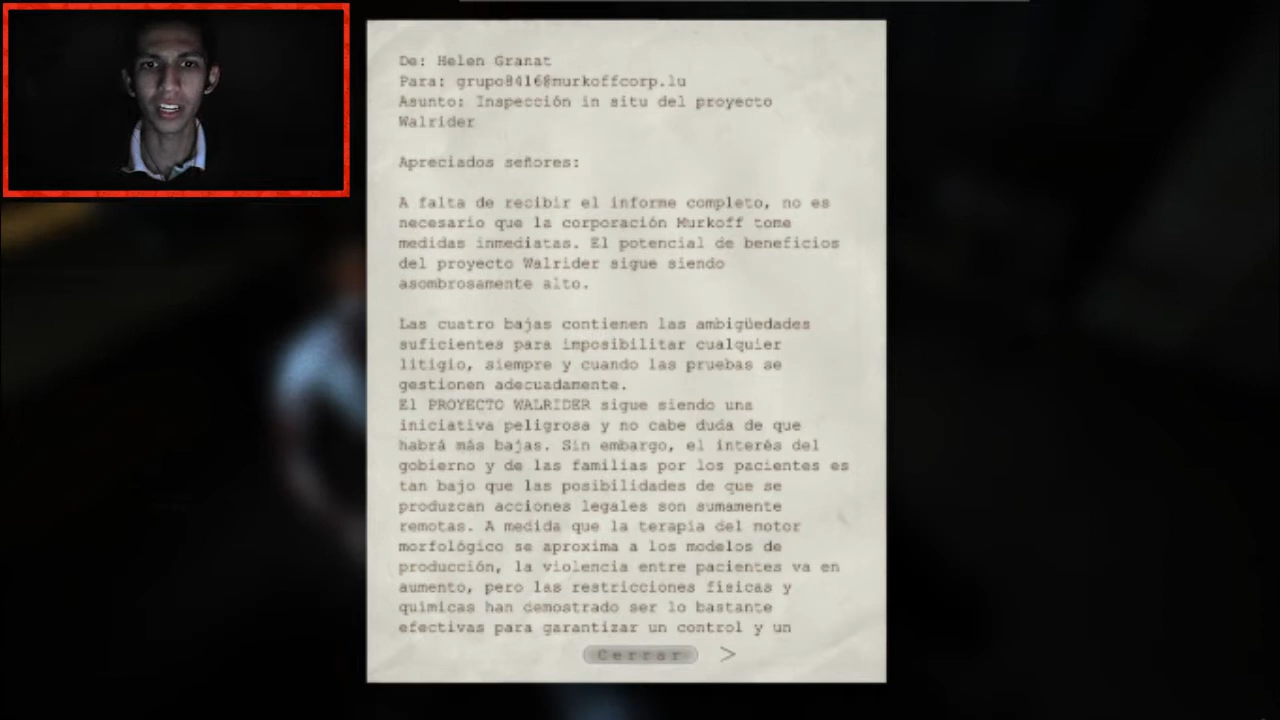 De: Helen Granat
Para: grupo8416@murkoffcorp.lu
Asunto: Inspección in situ del proyecto
Walrider
Apreciados señores:
A falta de recibir el informe completo, no es
necesario que la corporación Murkoff tome
medidas inmediatas. El potencial de beneficios
del proyecto Walrider sigue siendo
asombrosamente alto.
Las cuatro bajas contienen las ambigüedades
suficientes para imposibilitar cualquier
litigio, siempre y cuando las pruebas se
gestionen adecuadamente.
El PROYECTO WALRIDER sigue siendo una
iniciativa peligrosa y no cabe duda de que
habrá más bajas. Sin embargo, el interés del
gobierno y de las familias por los pacientes es
tan bajo que las posibilidades de que se
produzcan acciones legales son sumamente
remotas. A medida que la terapia del motor
morfológico se aproxima a los modelos de
producción, la violencia entre pacientes va en
aumento, pero las restricciones físicas y
químicas han demostrado ser lo bastante
efectivas para garantizar un control y un
Cerrar >